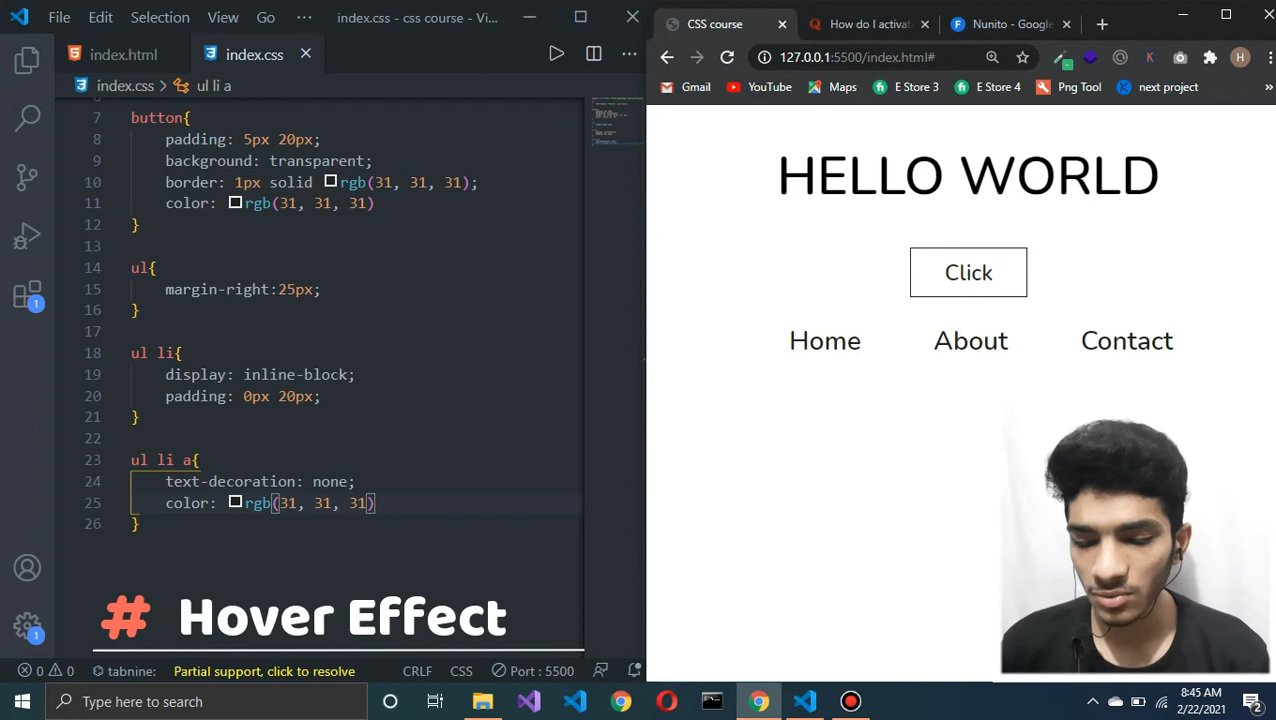 File Edit Selection View Go ··· index.css - css course - Vi...
index.html index.css
index.css > ul li a
7 button{
8 padding: 5px 20px;
9 background: transparent;
10 border: 1px solid rgb(31, 31, 31);
11 color: rgb(31, 31, 31)
12 }
13
14 ul{
15 margin-right:25px;
16 }
17
18 ul li{
19 display: inline-block;
20 padding: 0px 20px;
21 }
22
23 ul li a{
24 text-decoration: none;
25 color: rgb(31, 31, 31)
26 }
1
1
# Hover Effect
0 0 tabnine: Partial support, click to resolve CRLF CSS Port : 5500
CSS course How do I activat Nunito - Google
127.0.0.1:5500/index.html#
K H
Gmail YouTube Maps E Store 3 E Store 4 Png Tool next project »
HELLO WORLD
Click
Home About Contact
Type here to search
8:45 AM
2/22/2021
2